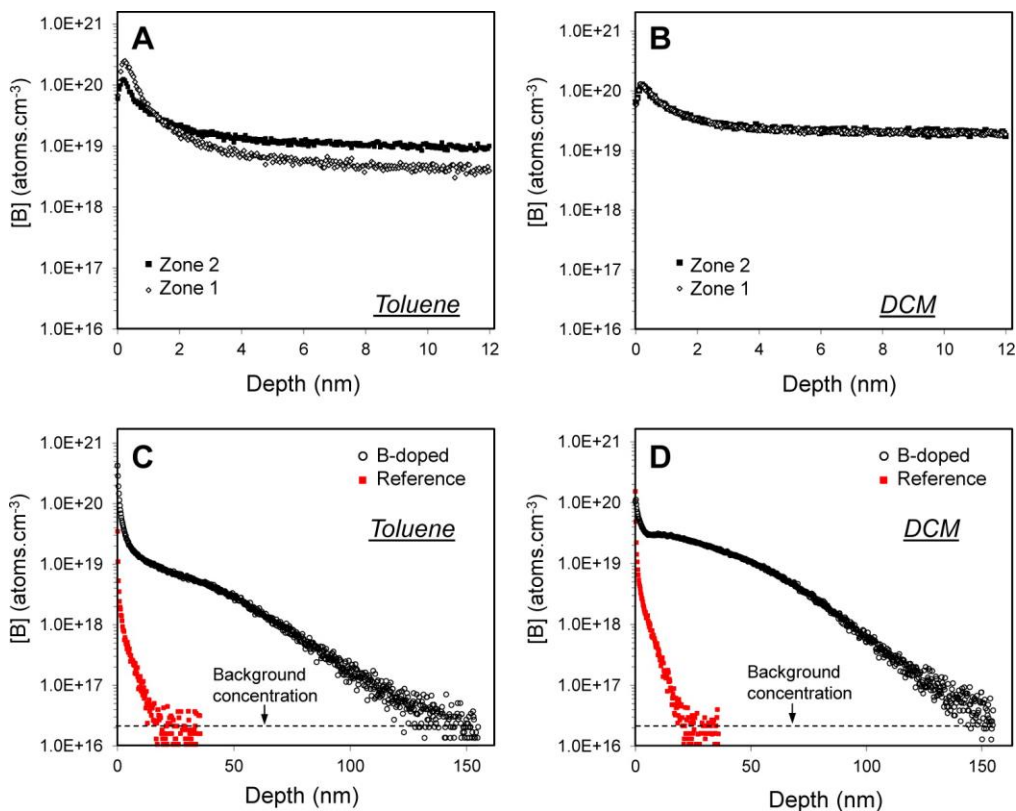 A
[B] (atoms.cm⁻³)
1.0E+21
1.0E+20
1.0E+19
1.0E+18
1.0E+17
1.0E+16
Zone 2
Zone 1
Toluene
0 2 4 6 8 10 12
Depth (nm)
B
[B] (atoms.cm⁻³)
1.0E+21
1.0E+20
1.0E+19
1.0E+18
1.0E+17
1.0E+16
Zone 2
Zone 1
DCM
0 2 4 6 8 10 12
Depth (nm)
C
[B] (atoms.cm⁻³)
1.0E+21
1.0E+20
1.0E+19
1.0E+18
1.0E+17
1.0E+16
B-doped
Reference
Toluene
Background
concentration
0 50 100 150
Depth (nm)
D
[B] (atoms.cm⁻³)
1.0E+21
1.0E+20
1.0E+19
1.0E+18
1.0E+17
1.0E+16
B-doped
Reference
DCM
Background
concentration
0 50 100 150
Depth (nm)